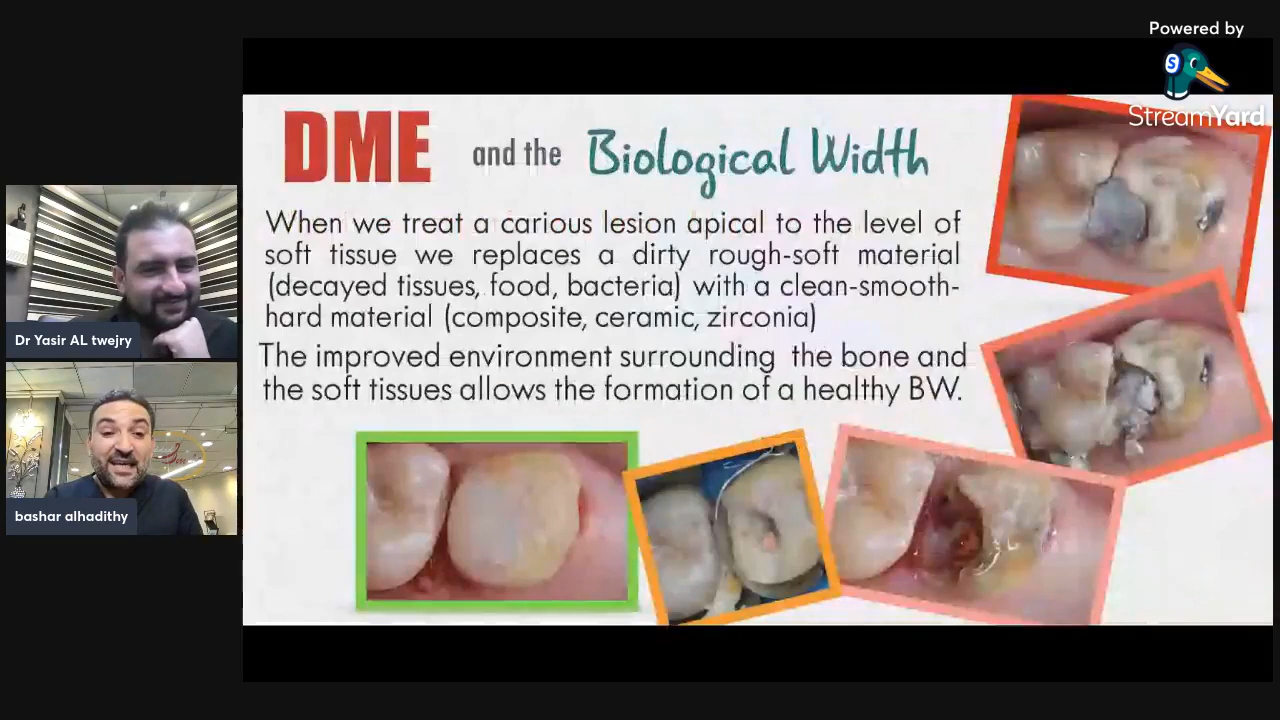 Powered by
StreamYard
DME and the Biological Width
When we treat a carious lesion apical to the level of
soft tissue we replaces a dirty rough-soft material
(decayed tissues, food, bacteria) with a clean-smooth-
hard material (composite, ceramic, zirconia)
The improved environment surrounding the bone and
the soft tissues allows the formation of a healthy BW.
Dr Yasir AL twejry
bashar alhadithy